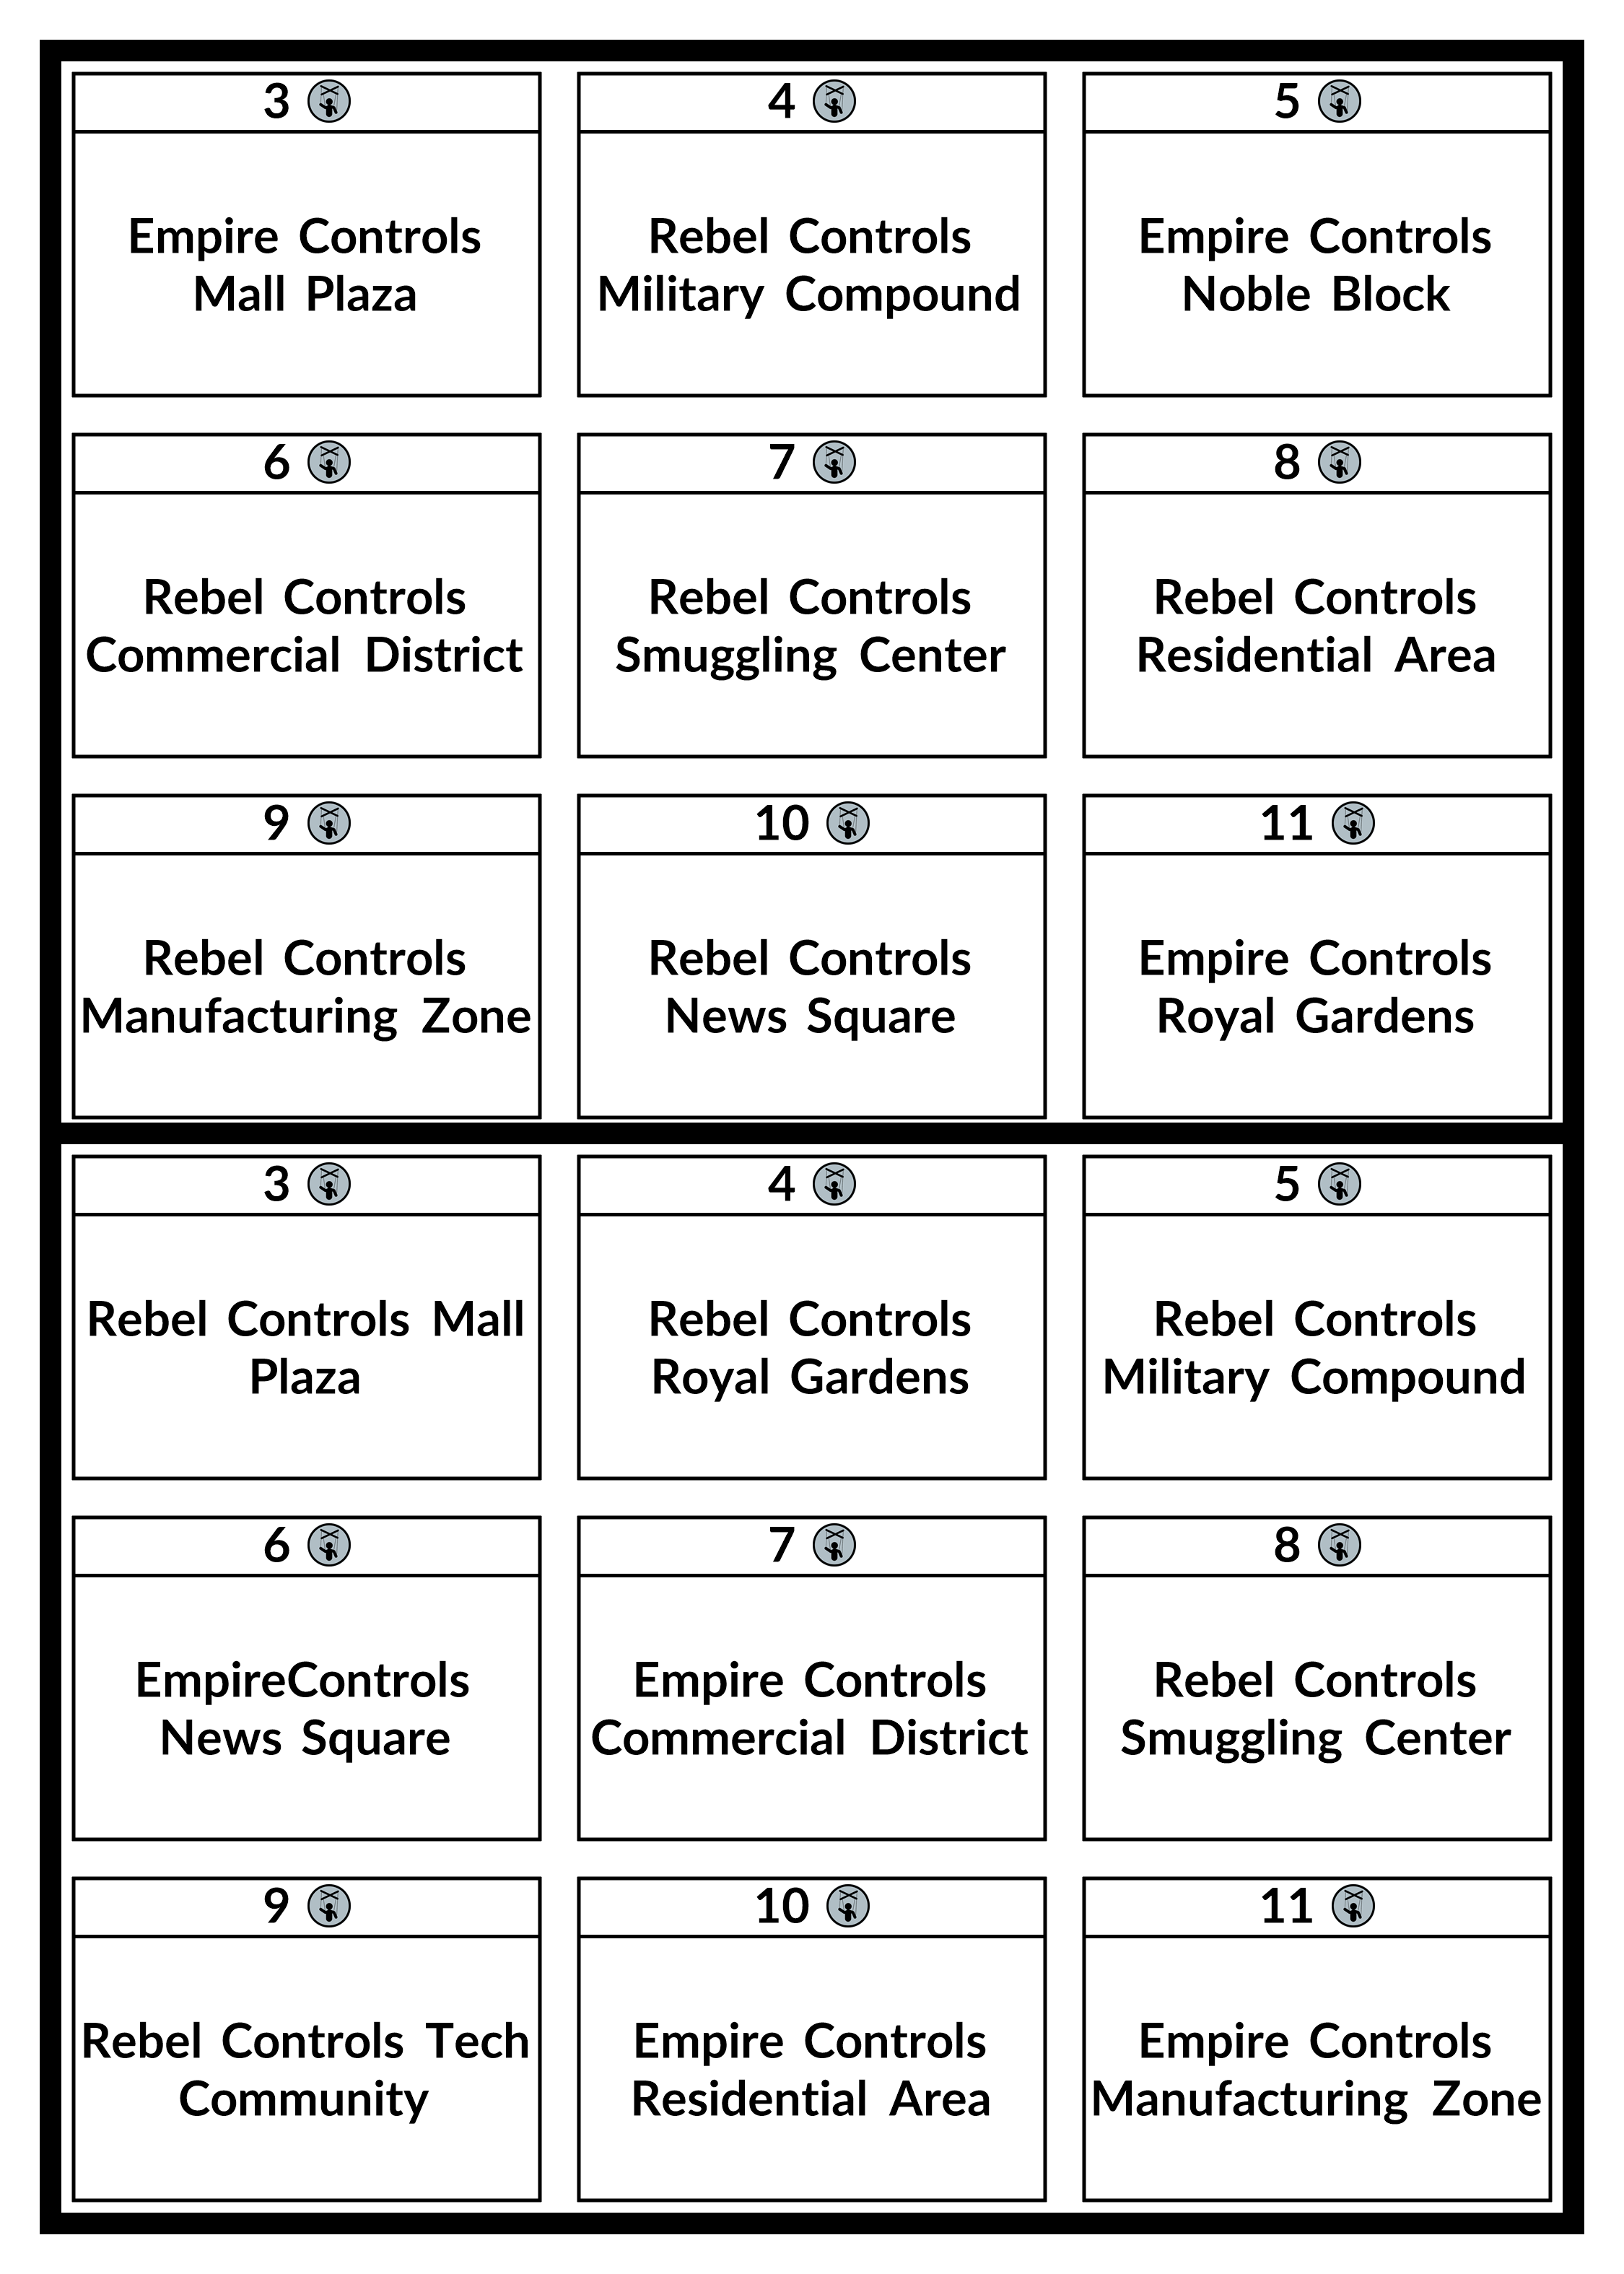 3
4
5
Empire Controls
Mall Plaza
Rebel Controls
Military Compound
Empire Controls
Noble Block
6
7
8
Rebel Controls
Commercial District
Rebel Controls
Smuggling Center
Rebel Controls
Residential Area
9
10
11
Rebel Controls
Manufacturing Zone
Rebel Controls
News Square
Empire Controls
Royal Gardens
3
4
5
Rebel Controls Mall
Plaza
Rebel Controls
Royal Gardens
Rebel Controls
Military Compound
6
7
8
EmpireControls
News Square
Empire Controls
Commercial District
Rebel Controls
Smuggling Center
9
10
11
Rebel Controls Tech
Community
Empire Controls
Residential Area
Empire Controls
Manufacturing Zone